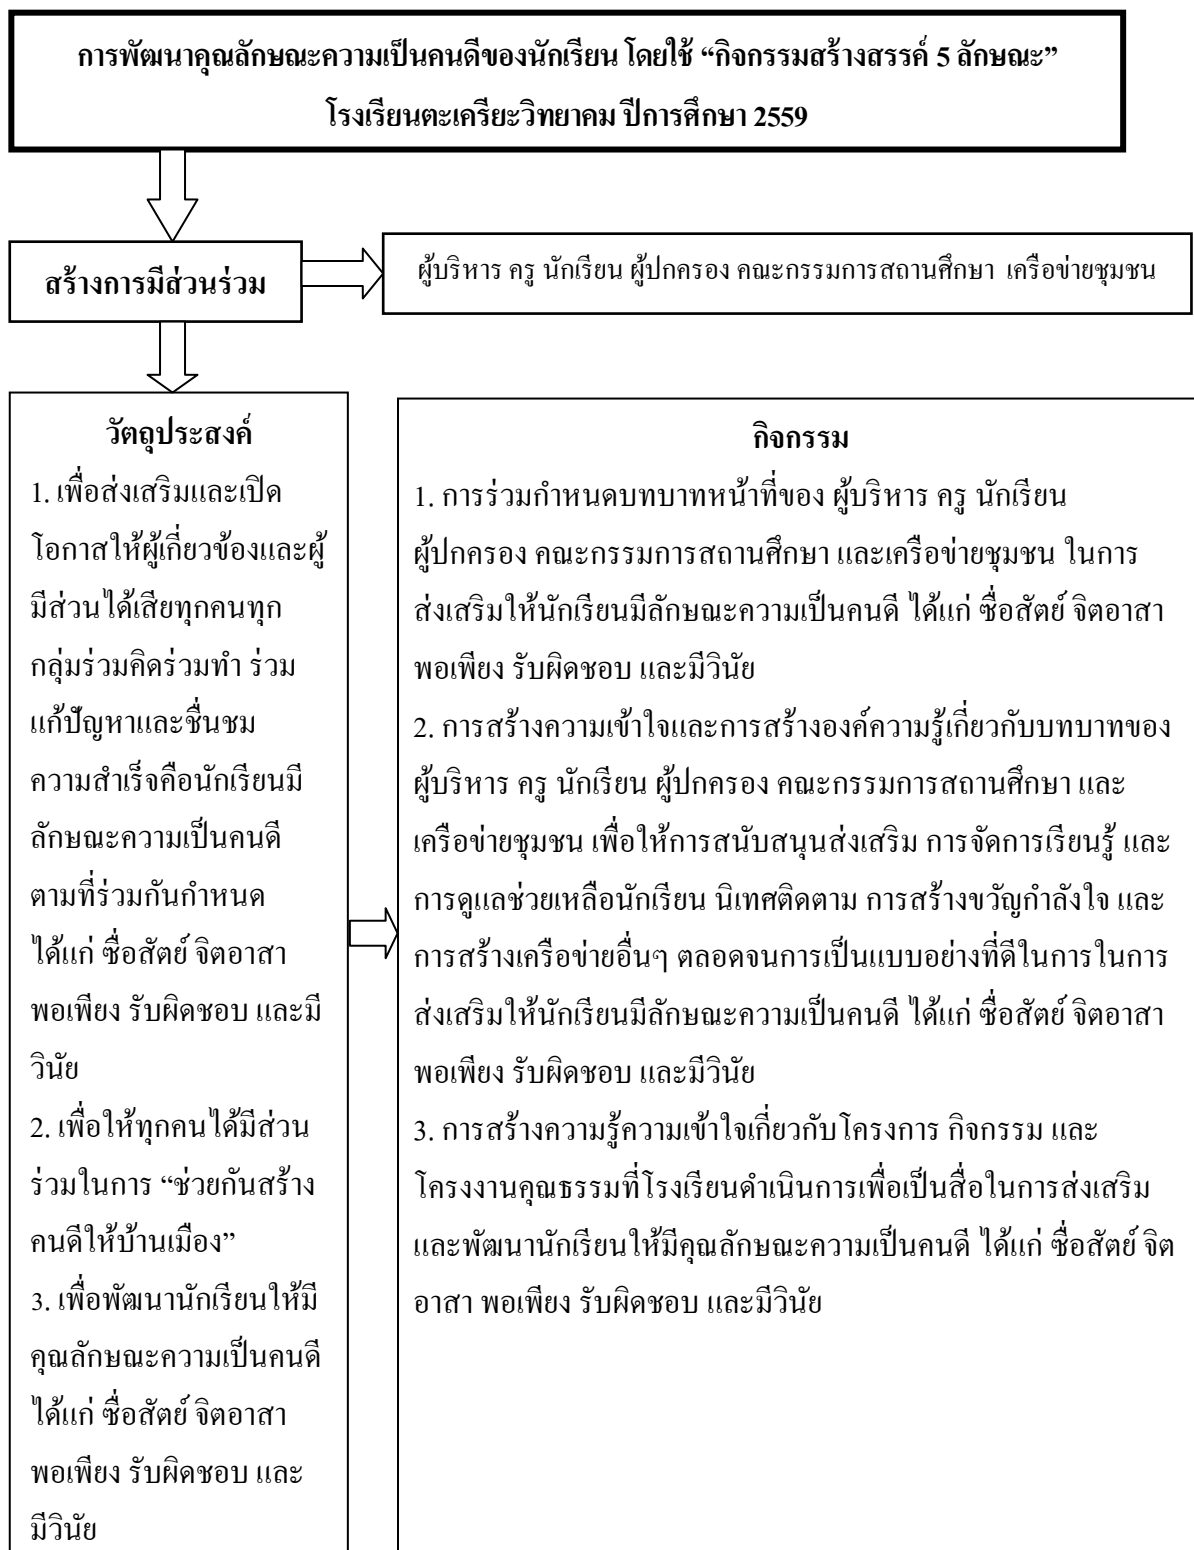 การพัฒนาคุณลักษณะความเป็นคนดีของนักเรียน โดยใช้ “กิจกรรมสร้างสรรค์ 5 ลักษณะ”
โรงเรียนตะเครียะวิทยาคม ปีการศึกษา 2559
สร้างการมีส่วนร่วม
ผู้บริหาร ครู นักเรียน ผู้ปกครอง คณะกรรมการสถานศึกษา เครือข่ายชุมชน
วัตถุประสงค์
1. เพื่อส่งเสริมและเปิด
โอกาสให้ผู้เกี่ยวข้องและผู้
มีส่วนได้เสียทุกคนทุก
กลุ่มร่วมคิดร่วมทำ ร่วม
แก้ปัญหาและชื่นชม
ความสำเร็จคือนักเรียนมี
ลักษณะความเป็นคนดี
ตามที่ร่วมกันกำหนด
ได้แก่ ซื่อสัตย์ จิตอาสา
พอเพียง รับผิดชอบ และมี
วินัย
2. เพื่อให้ทุกคนได้มีส่วน
ร่วมในการ “ช่วยกันสร้าง
คนดีให้บ้านเมือง”
3. เพื่อพัฒนานักเรียนให้มี
คุณลักษณะความเป็นคนดี
ได้แก่ ซื่อสัตย์ จิตอาสา
พอเพียง รับผิดชอบ และ
มีวินัย
กิจกรรม
1. การร่วมกำหนดบทบาทหน้าที่ของ ผู้บริหาร ครู นักเรียน
ผู้ปกครอง คณะกรรมการสถานศึกษา และเครือข่ายชุมชน ในการ
ส่งเสริมให้นักเรียนมีลักษณะความเป็นคนดี ได้แก่ ซื่อสัตย์ จิตอาสา
พอเพียง รับผิดชอบ และมีวินัย
2. การสร้างความเข้าใจและการสร้างองค์ความรู้เกี่ยวกับบทบาทของ
ผู้บริหาร ครู นักเรียน ผู้ปกครอง คณะกรรมการสถานศึกษา และ
เครือข่ายชุมชน เพื่อให้การสนับสนุนส่งเสริม การจัดการเรียนรู้ และ
การดูแลช่วยเหลือนักเรียน นิเทศติดตาม การสร้างขวัญกำลังใจ และ
การสร้างเครือข่ายอื่นๆ ตลอดจนการเป็นแบบอย่างที่ดีในการในการ
ส่งเสริมให้นักเรียนมีลักษณะความเป็นคนดี ได้แก่ ซื่อสัตย์ จิตอาสา
พอเพียง รับผิดชอบ และมีวินัย
3. การสร้างความรู้ความเข้าใจเกี่ยวกับโครงการ กิจกรรม และ
โครงงานคุณธรรมที่โรงเรียนดำเนินการเพื่อเป็นสื่อในการส่งเสริม
และพัฒนานักเรียนให้มีคุณลักษณะความเป็นคนดี ได้แก่ ซื่อสัตย์ จิต
อาสา พอเพียง รับผิดชอบ และมีวินัย